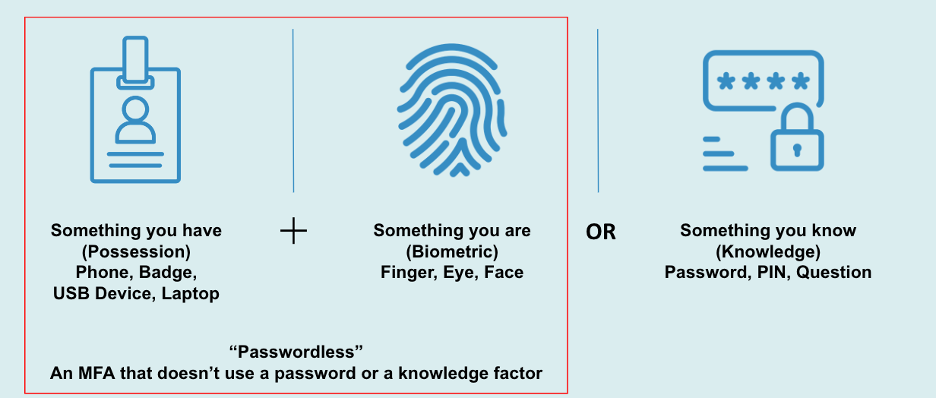 ****
Something you have
(Possession)
Phone, Badge,
USB Device, Laptop
+
Something you are
(Biometric)
Finger, Eye, Face
OR
Something you know
(Knowledge)
Password, PIN, Question
“Passwordless”
An MFA that doesn’t use a password or a knowledge factor